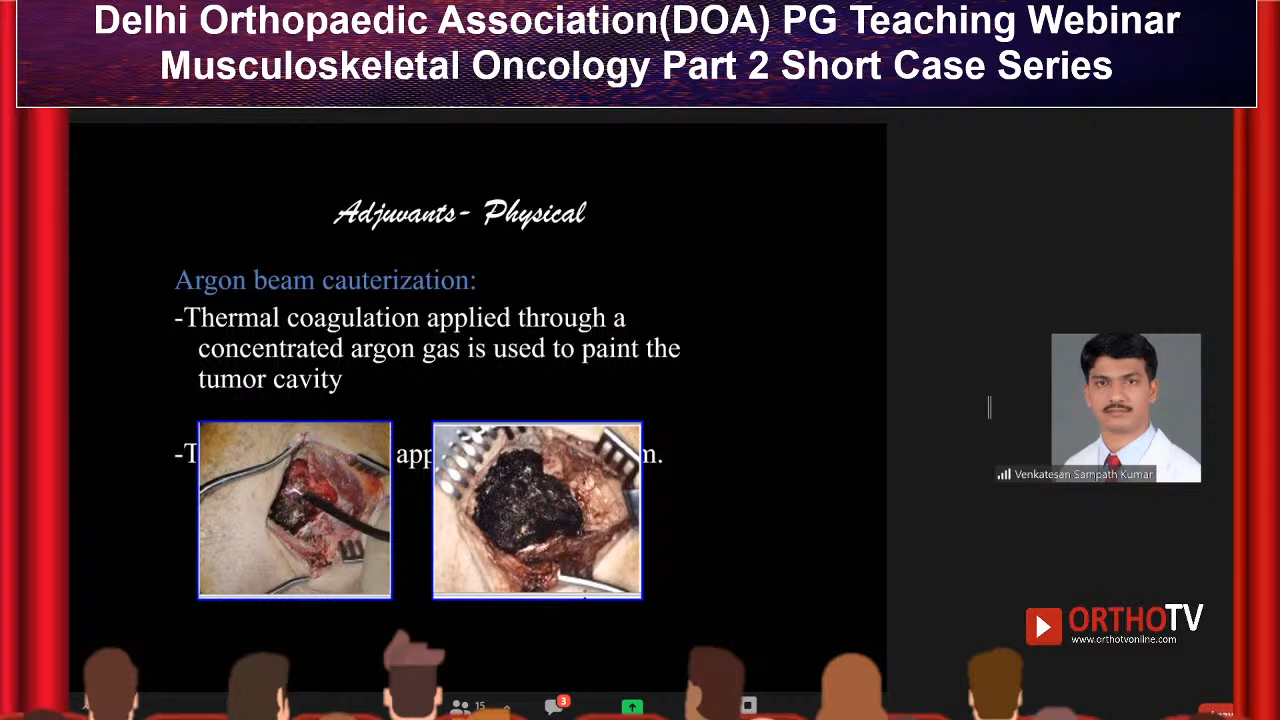 Delhi Orthopaedic Association(DOA) PG Teaching Webinar
Musculoskeletal Oncology Part 2 Short Case Series
Adjuvants- Physical
Argon beam cauterization:
-Thermal coagulation applied through a
concentrated argon gas is used to paint the
tumor cavity
Venkatesan Sampath Kumar
ORTHOTV
www.orthotvonline.com
15
3